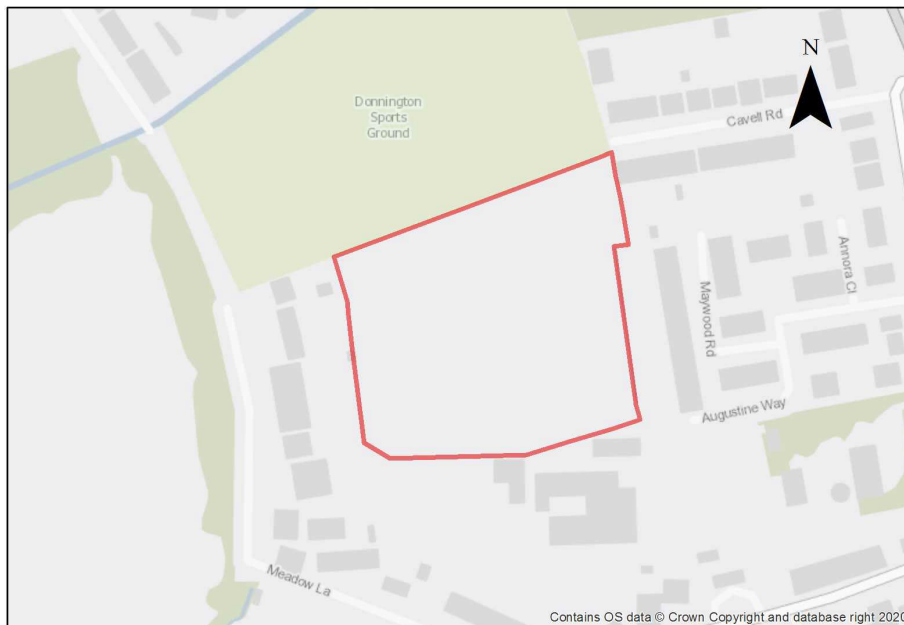 Donnington
Sports
Ground
N
Cavell Rd
Annora Cl
Maywood Rd
Augustine Way
Meadow La
Contains OS data © Crown Copyright and database right 2020